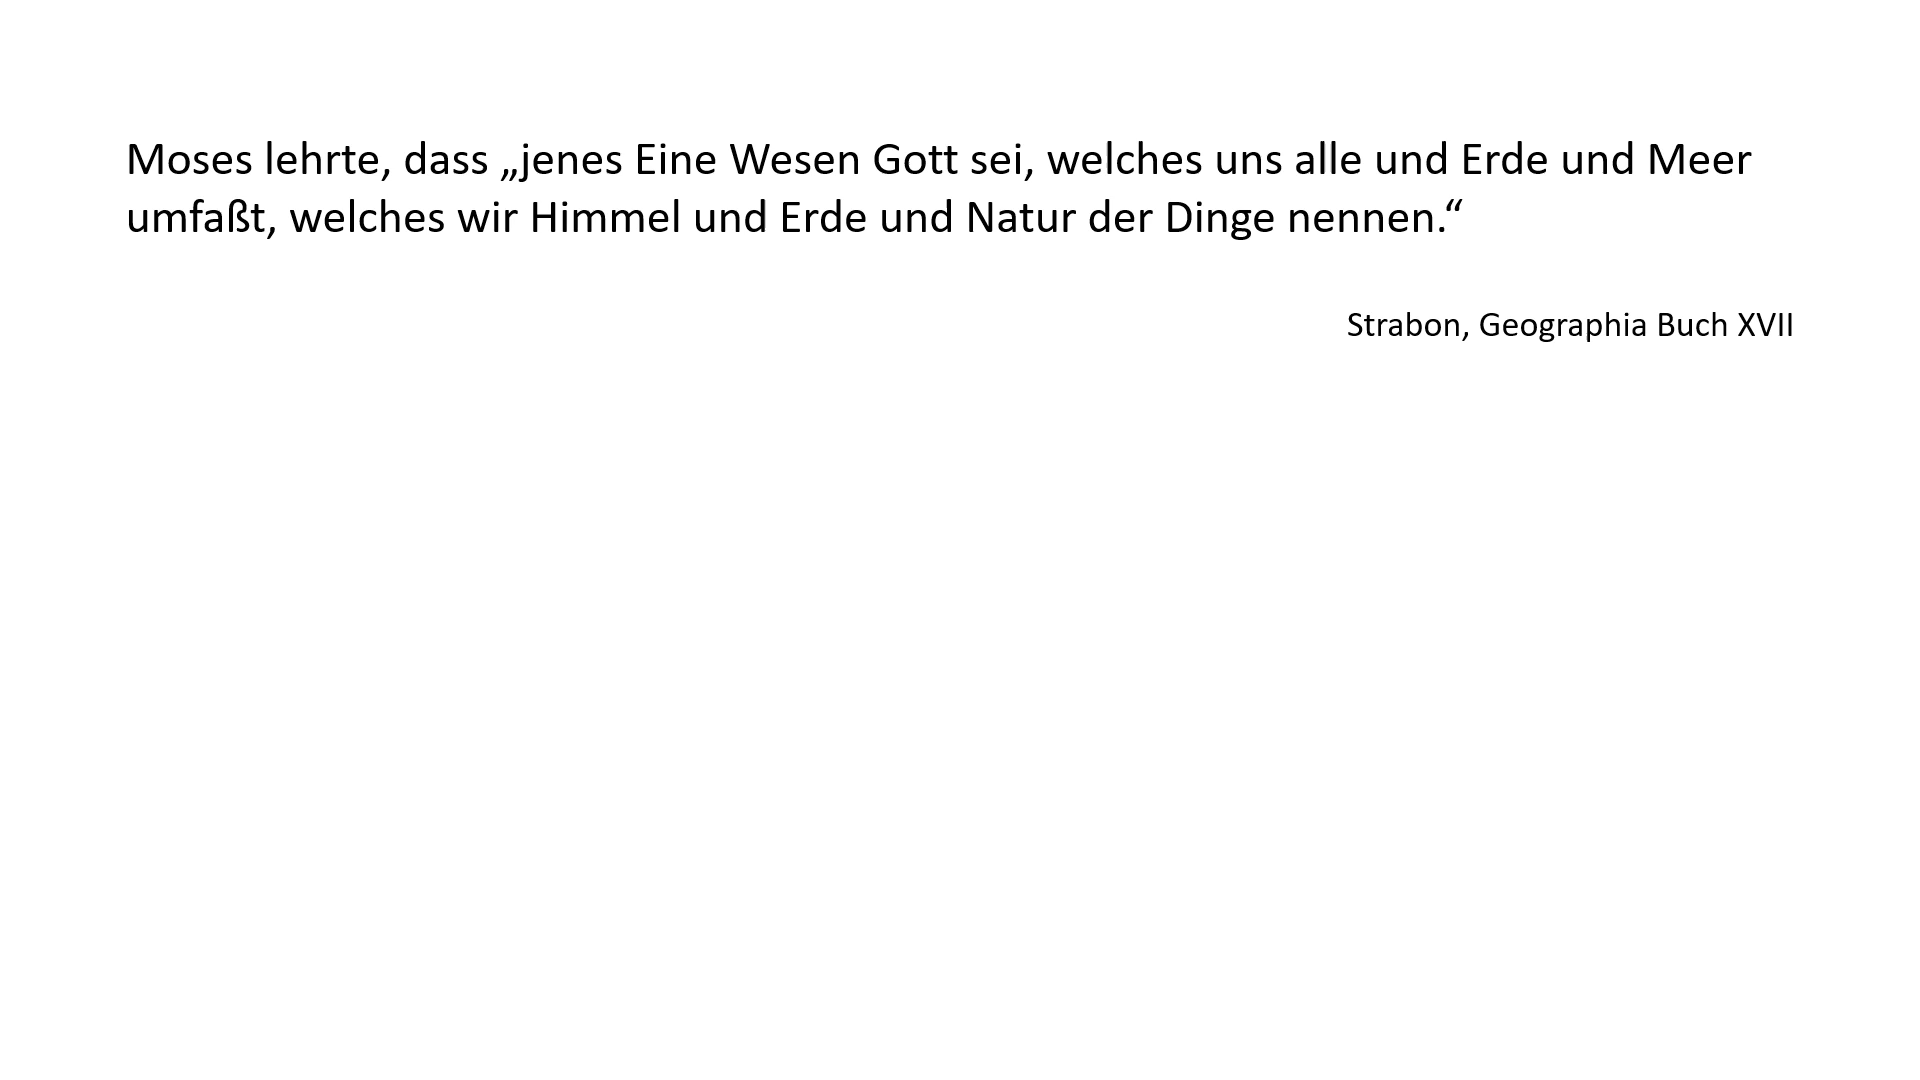 Moses lehrte, dass „jenes Eine Wesen Gott sei, welches uns alle und Erde und Meer
umfaßt, welches wir Himmel und Erde und Natur der Dinge nennen.“
Strabon, Geographia Buch XVII